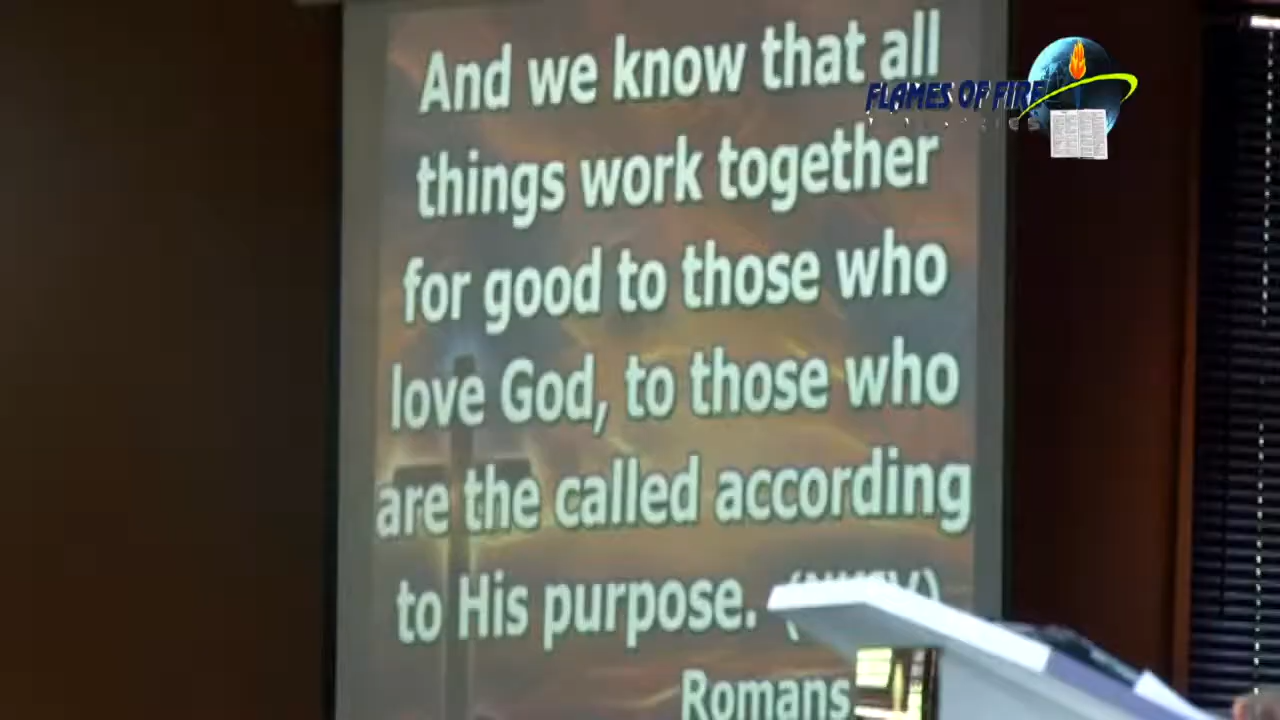 And we know that all
things work together
for good to those who
love God, to those who
are the called according
to His purpose.
Romans
FLAMES OF FIRE